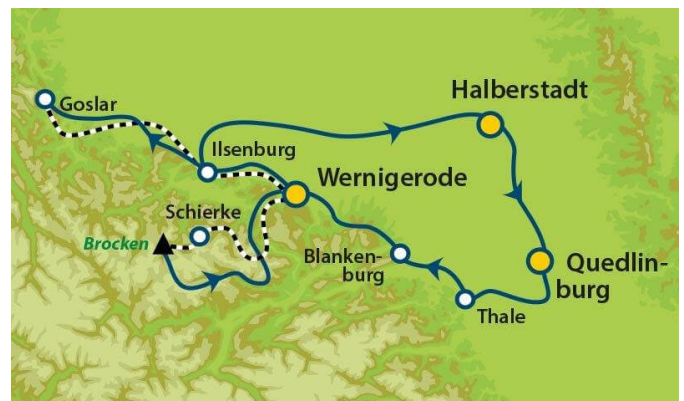 Goslar
Halberstadt
Ilsenburg
Wernigerode
Schierke
Brocken
Blanken-
burg
Quedlin-
burg
Thale